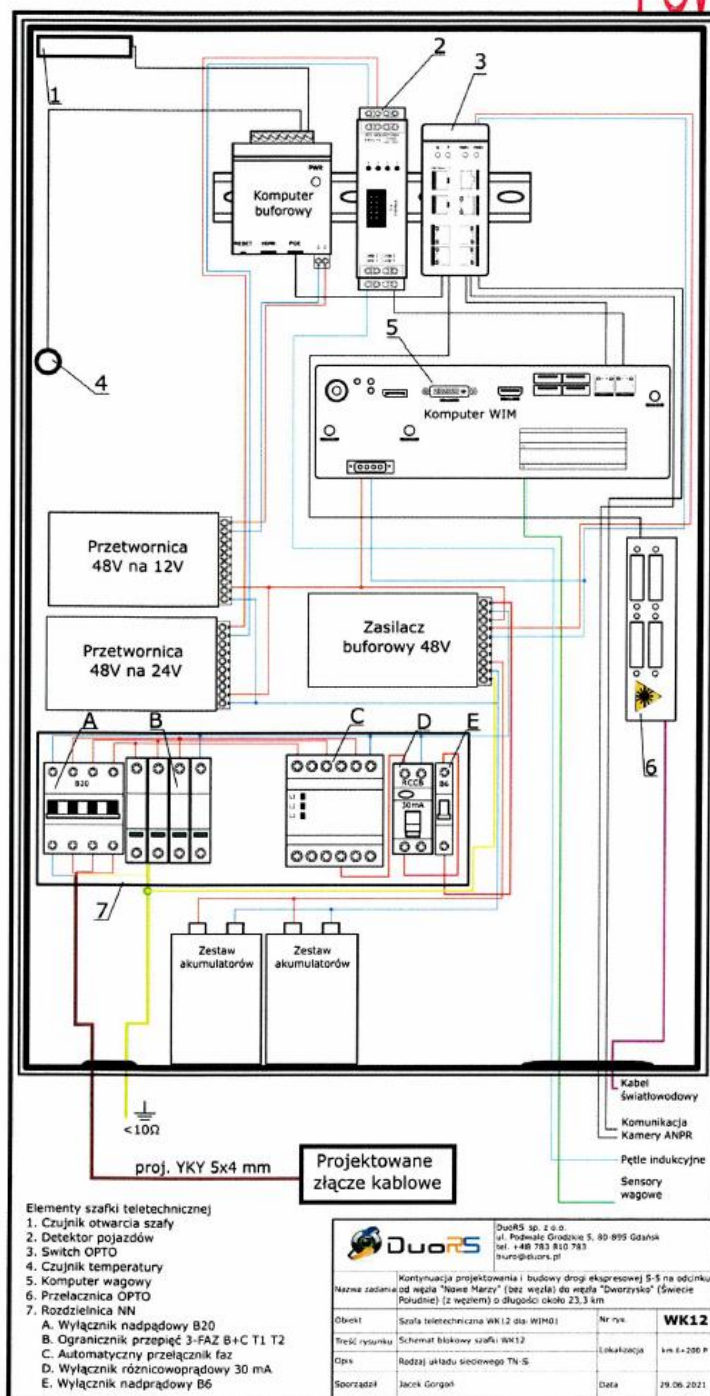 1
2
3
PWR
Komputer
buforowy
RESET HDMI POE
4
5
Komputer WIM
Przetwornica
48V na 12V
Zasilacz
buforowy 48V
Przetwornica
48V na 24V
A
B
C
D
E
B20
RCCB
30mA
B6
6
7
Zestaw
akumulatorów
Zestaw
akumulatorów
<10Ω
Kabel
światłowodowy
Komunikacja
Kamery ANPR
Pętle indukcyjne
Sensory
wagowe
proj. YKY 5x4 mm
Projektowane
złącze kablowe
Elementy szafki teletechnicznej
1. Czujnik otwarcia szafy
2. Detektor pojazdów
3. Switch OPTO
4. Czujnik temperatury
5. Komputer wagowy
6. Przełącznica OPTO
7. Rozdzielnica NN
A. Wyłącznik nadpądowy B20
B. Ogranicznik przepięć 3-FAZ B+C T1 T2
C. Automatyczny przełącznik faz
D. Wyłącznik różnicowoprądowy 30 mA
E. Wyłącznik nadprądowy B6
DuoRS
DuoRS sp. z o.o.
ul. Podwale Grodzkie 5, 80-895 Gdańsk
tel. +48 783 810 783
biuro@duors.pl
Nazwa zadania
Kontynuacja projektowania i budowy drogi ekspresowej S-5 na odcinku
od węzła "Nowe Marzy" (bez węzła) do węzła "Dworzysko" (Świecie
Południe) (z węzłem) o długości około 23,3 km
Obiekt
Szafa teletechniczna WK12 dla WIM01
Nr rys.
WK12
Treść rysunku
Schemat blokowy szafki WK12
Lokalizacja
km 6+200 P
Opis
Rodzaj układu sieciowego TN-S
Sporządził
Jacek Gorgoń
Data
29.06.2021